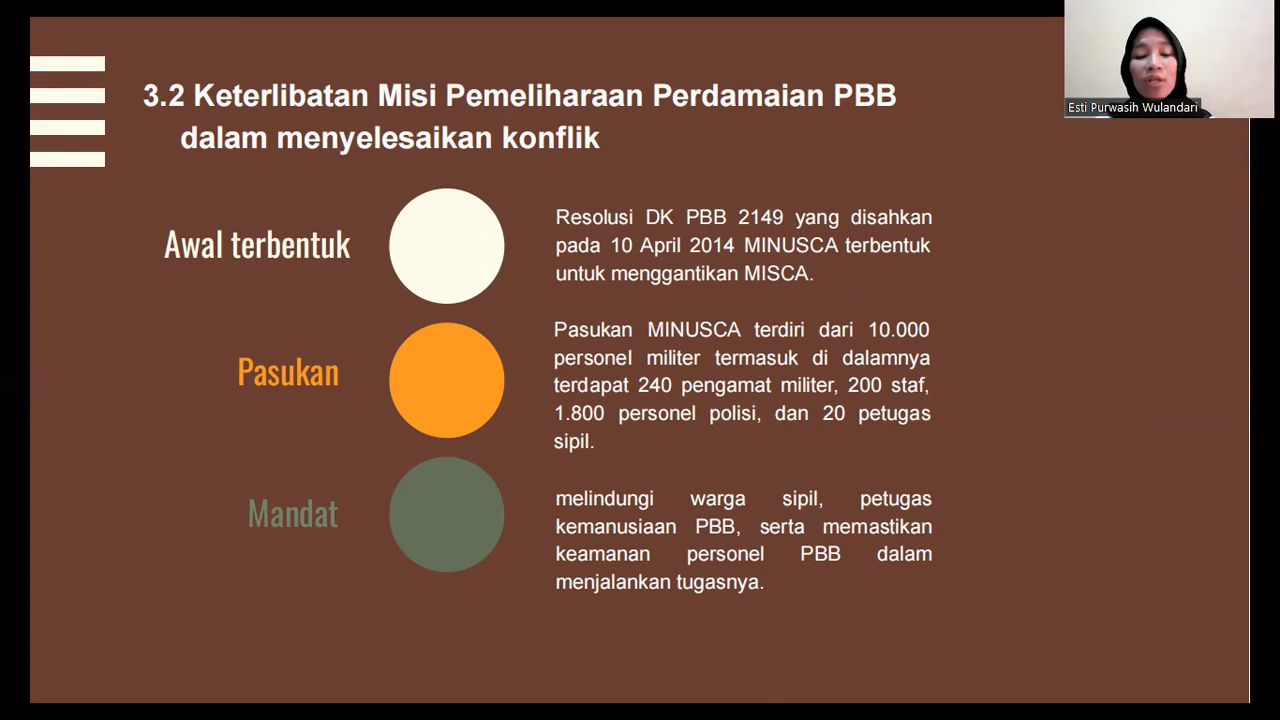 3.2 Keterlibatan Misi Pemeliharaan Perdamaian PBB
dalam menyelesaikan konflik
Esti Purwasih Wulandari
Awal terbentuk
Resolusi DK PBB 2149 yang disahkan
pada 10 April 2014 MINUSCA terbentuk
untuk menggantikan MISCA.
Pasukan
Pasukan MINUSCA terdiri dari 10.000
personel militer termasuk di dalamnya
terdapat 240 pengamat militer, 200 staf,
1.800 personel polisi, dan 20 petugas
sipil.
Mandat
melindungi warga sipil, petugas
kemanusiaan PBB, serta memastikan
keamanan personel PBB dalam
menjalankan tugasnya.